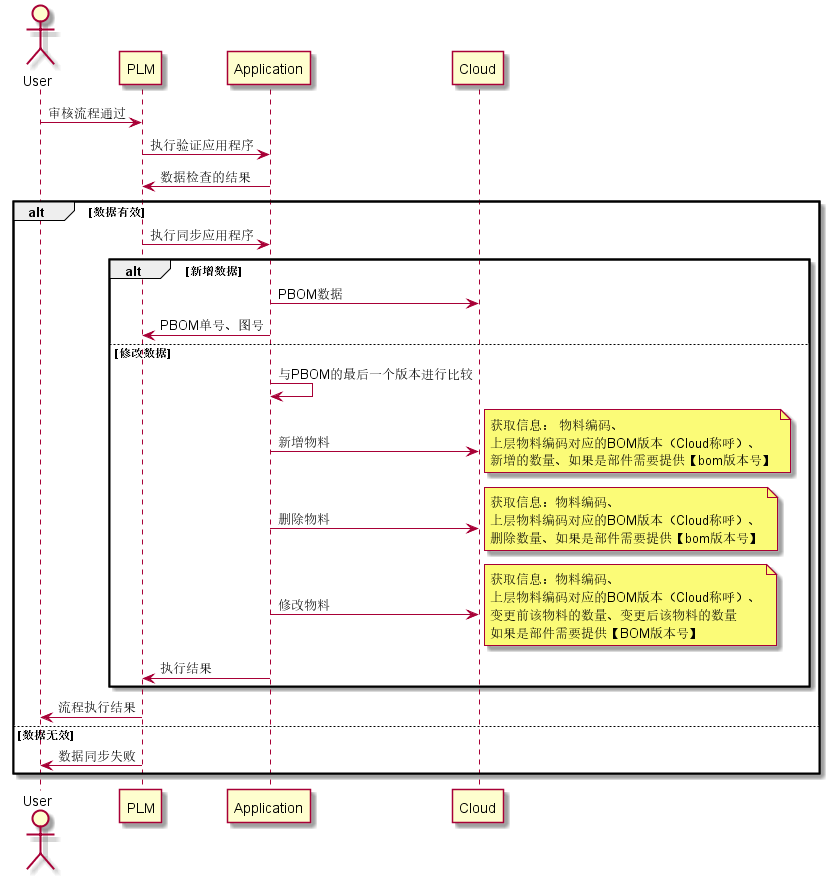 User
PLM
Application
Cloud
审核流程通过
执行验证应用程序
数据检查的结果
alt
[数据有效]
执行同步应用程序
alt
[新增数据]
PBOM数据
PBOM单号、图号
[修改数据]
与PBOM的最后一个版本进行比较
新增物料
获取信息： 物料编码、
上层物料编码对应的BOM版本（Cloud称呼）、
新增的数量、如果是部件需要提供【bom版本号】
删除物料
获取信息：物料编码、
上层物料编码对应的BOM版本（Cloud称呼）、
删除数量、如果是部件需要提供【bom版本号】
修改物料
获取信息：物料编码、
上层物料编码对应的BOM版本（Cloud称呼）、
变更前该物料的数量、变更后该物料的数量
如果是部件需要提供【BOM版本号】
执行结果
流程执行结果
[数据无效]
数据同步失败
User
PLM
Application
Cloud